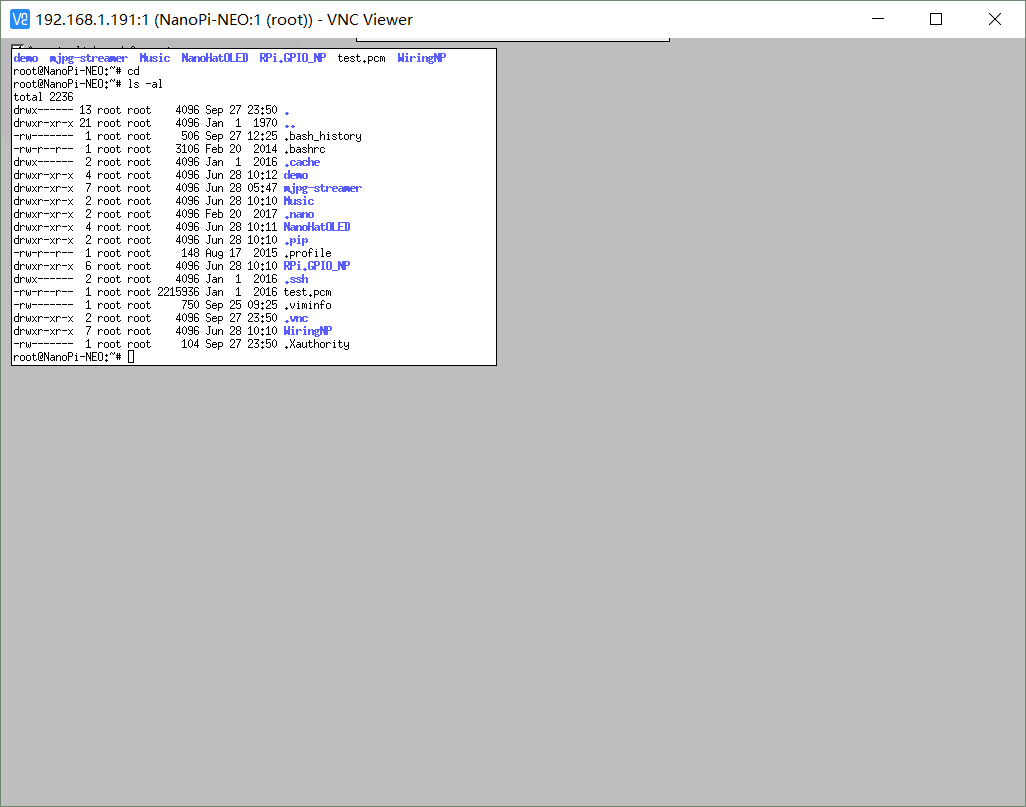 VE 192.168.1.191:1 (NanoPi-NEO:1 (root)) - VNC Viewer
demo  mjpg-streamer  Music  NanoHatOLED  RPi.GPIO_NP  test.pcm  WiringNP
root@NanoPi-NEO:~# cd
root@NanoPi-NEO:~# ls -al
total 2236
drwx------ 13 root root    4096 Sep 27 23:50 .
drwxr-xr-x 21 root root    4096 Jan  1  1970 ..
-rw-------  1 root root     506 Sep 27 12:25 .bash_history
-rw-r--r--  1 root root    3106 Feb 20  2014 .bashrc
drwx------  2 root root    4096 Jan  1  2016 .cache
drwxr-xr-x  4 root root    4096 Jun 28 10:12 demo
drwxr-xr-x  7 root root    4096 Jun 28 05:47 mjpg-streamer
drwxr-xr-x  2 root root    4096 Jun 28 10:10 Music
drwxr-xr-x  2 root root    4096 Feb 20  2017 .nano
drwxr-xr-x  4 root root    4096 Jun 28 10:11 NanoHatOLED
drwxr-xr-x  2 root root    4096 Jun 28 10:10 .pip
-rw-r--r--  1 root root     148 Aug 17  2015 .profile
drwxr-xr-x  6 root root    4096 Jun 28 10:10 RPi.GPIO_NP
drwx------  2 root root    4096 Jan  1  2016 .ssh
-rw-r--r--  1 root root 2215936 Jan  1  2016 test.pcm
-rw-------  1 root root     750 Sep 25 09:25 .viminfo
drwxr-xr-x  2 root root    4096 Sep 27 23:50 .vnc
drwxr-xr-x  7 root root    4096 Jun 28 10:10 WiringNP
-rw-------  1 root root     104 Sep 27 23:50 .Xauthority
root@NanoPi-NEO:~#